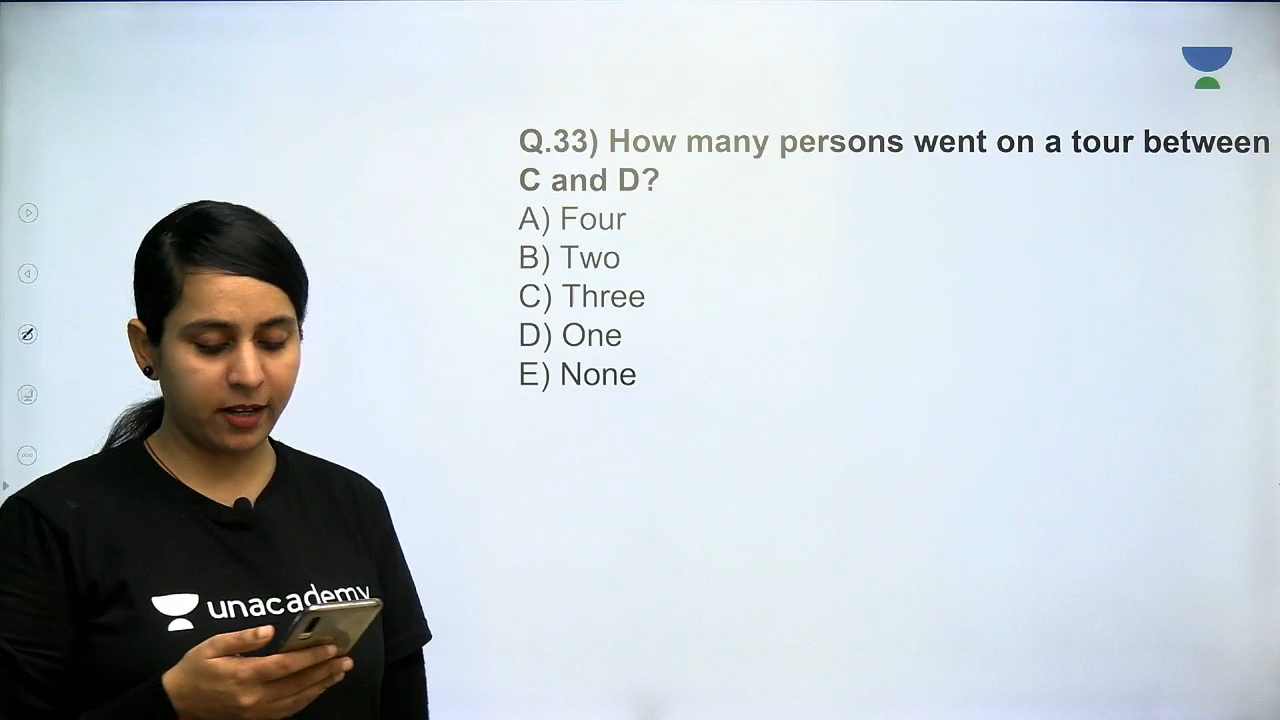 Q.33) How many persons went on a tour between
C and D?
A) Four
B) Two
C) Three
D) One
E) None
unacademy